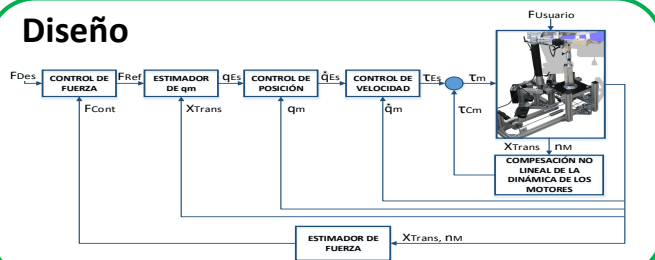 Diseño
FUsuario
FDes
CONTROL DE
FUERZA
FRef
ESTIMADOR
DE qm
qEs
CONTROL DE
POSICIÓN
q̇Es
CONTROL DE
VELOCIDAD
τEs
τm
FCont
XTrans
qm
q̇m
τCm
XTrans nM
COMPESACIÓN NO
LINEAL DE LA
DINÁMICA DE LOS
MOTORES
ESTIMADOR DE
FUERZA
XTrans, nM